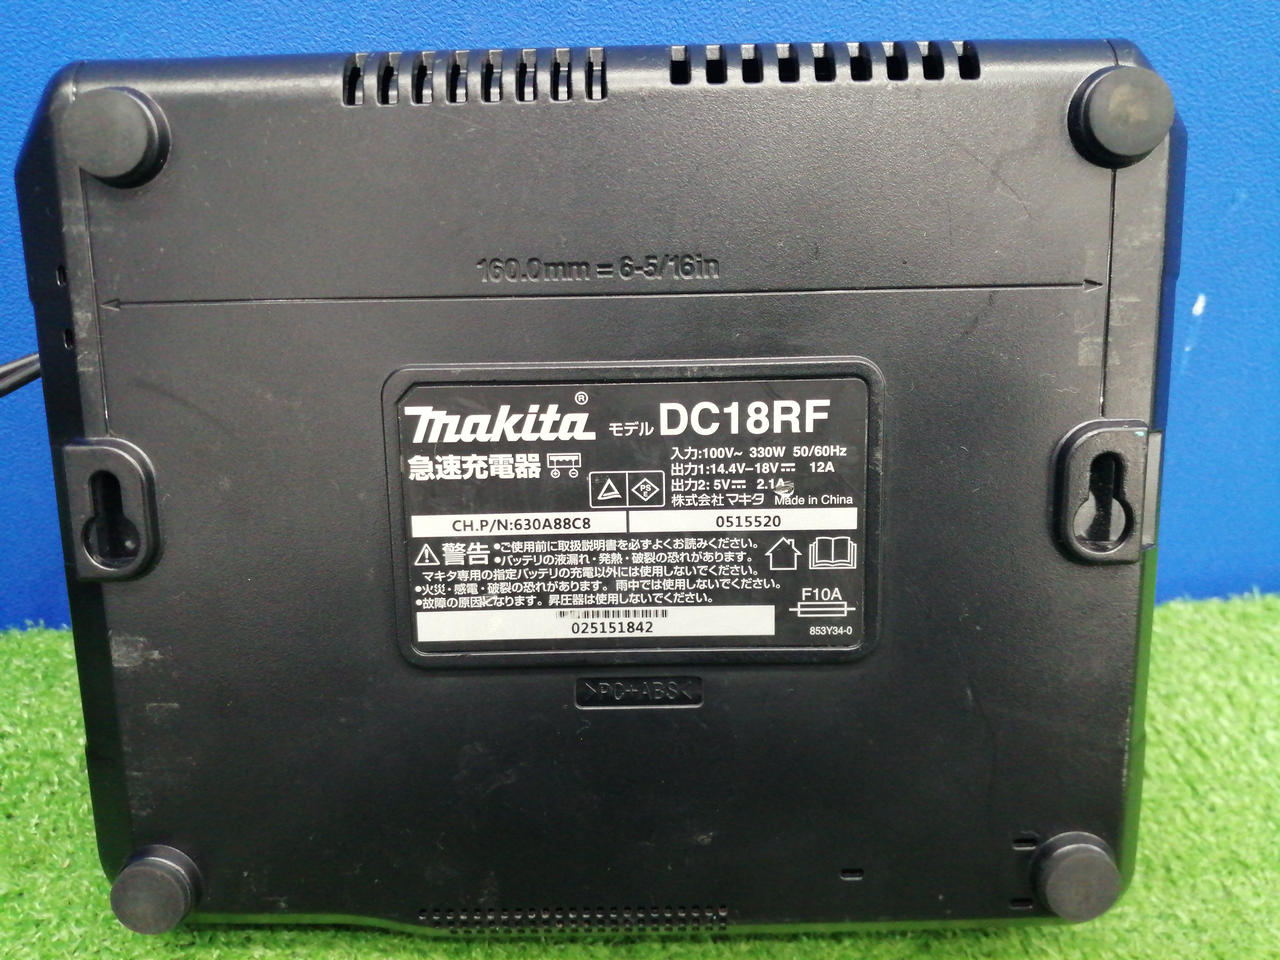 160.0mm = 6-5/16in
makita® モデル DC18RF
急速充電器
入力:100V~ 330W 50/60Hz
出力1:14.4V-18V⎓ 12A
出力2: 5V⎓ 2.1A
株式会社 マキタ Made in China
PS
E
CH.P/N:630A88C8
0515520
警告 •ご使用前に取扱説明書を必ずよくお読みください。
•バッテリの液漏れ・発熱・破裂の恐れがあります。
マキタ専用の指定バッテリの充電以外には使用しないでください。
•火災・感電・破裂の恐れがあります。雨中では使用しないでください。
•故障の原因になります。昇圧器は使用しないでください。
F10A
025151842
853Y34-0
>PC+ABS<